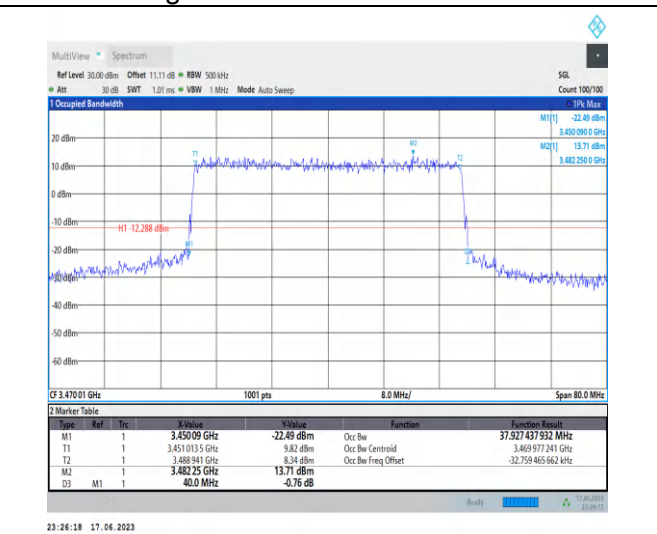 MultiView Spectrum
Ref Level 30.00 dBm Offset 11.11 dB RBW 500 kHz SGL
Att 30 dB SWT 1.01 ms VBW 1 MHz Mode Auto Sweep Count 100/100
1 Occupied Bandwidth 1Pk Max
M1[1] -22.49 dBm
3.450 090 0 GHz
M2[1] 13.71 dBm
3.482 250 0 GHz
20 dBm
M2
T1
T2
10 dBm
0 dBm
-10 dBm
H1 -12.288 dBm
M1
-20 dBm
-30 dBm
-40 dBm
-50 dBm
-60 dBm
CF 3.470 01 GHz 1001 pts 8.0 MHz/ Span 80.0 MHz
2 Marker Table
Type Ref Trc X-Value Y-Value Function Function Result
M1 1 3.450 09 GHz -22.49 dBm Occ Bw 37.927 437 932 MHz
T1 1 3.451 013 5 GHz 9.82 dBm Occ Bw Centroid 3.469 977 241 GHz
T2 1 3.488 941 GHz 8.34 dBm Occ Bw Freq Offset -32.759 465 662 kHz
M2 1 3.482 25 GHz 13.71 dBm
D3 M1 1 40.0 MHz -0.76 dB
Ready 17.06.2023
23:26:18 17.06.2023